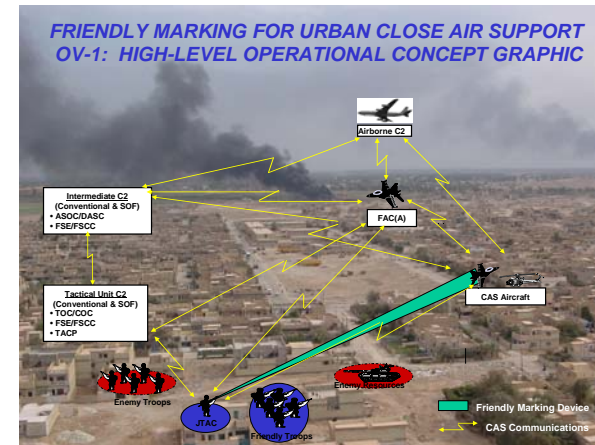 FRIENDLY MARKING FOR URBAN CLOSE AIR SUPPORT
OV-1: HIGH-LEVEL OPERATIONAL CONCEPT GRAPHIC
Airborne C2
Intermediate C2
(Conventional & SOF)
• ASOC/DASC
• FSE/FSCC
FAC(A)
CAS Aircraft
Tactical Unit C2
(Conventional & SOF)
• TOC/COC
• FSE/FSCC
• TACP
Enemy Troops
Enemy Resources
JTAC
Friendly Troops
Friendly Marking Device
CAS Communications